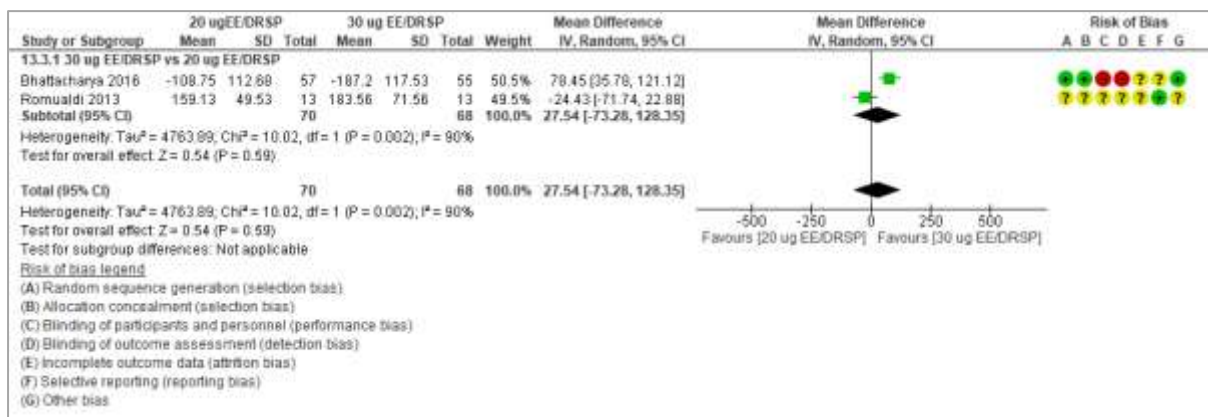 20 ugEE/DRSP 30 ug EE/DRSP Mean Difference Mean Difference Risk of Bias
Study or Subgroup Mean SD Total Mean SD Total Weight IV, Random, 95% CI IV, Random, 95% CI A B C D E F G
13.3.1 30 ug EE/DRSP vs 20 ug EE/DRSP
Bhattacharya 2016 -108.75 112.68 57 -187.2 117.53 55 50.5% 78.45 [35.78, 121.12] + + ? ? +
Romualdi 2013 159.13 49.53 13 183.56 71.56 13 49.5% -24.43 [-71.74, 22.88] ? ? ? ? ? + ?
Subtotal (95% CI) 70 68 100.0% 27.54 [-73.28, 128.35]
Heterogeneity: Tau² = 4763.89; Chi² = 10.02, df = 1 (P = 0.002); I² = 90%
Test for overall effect: Z = 0.54 (P = 0.59)
Total (95% CI) 70 68 100.0% 27.54 [-73.28, 128.35]
Heterogeneity: Tau² = 4763.89; Chi² = 10.02, df = 1 (P = 0.002); I² = 90%
Test for overall effect: Z = 0.54 (P = 0.59)
Test for subgroup differences: Not applicable
-500 -250 0 250 500
Favours [20 ug EE/DRSP] Favours [30 ug EE/DRSP]
Risk of bias legend
(A) Random sequence generation (selection bias)
(B) Allocation concealment (selection bias)
(C) Blinding of participants and personnel (performance bias)
(D) Blinding of outcome assessment (detection bias)
(E) Incomplete outcome data (attrition bias)
(F) Selective reporting (reporting bias)
(G) Other bias